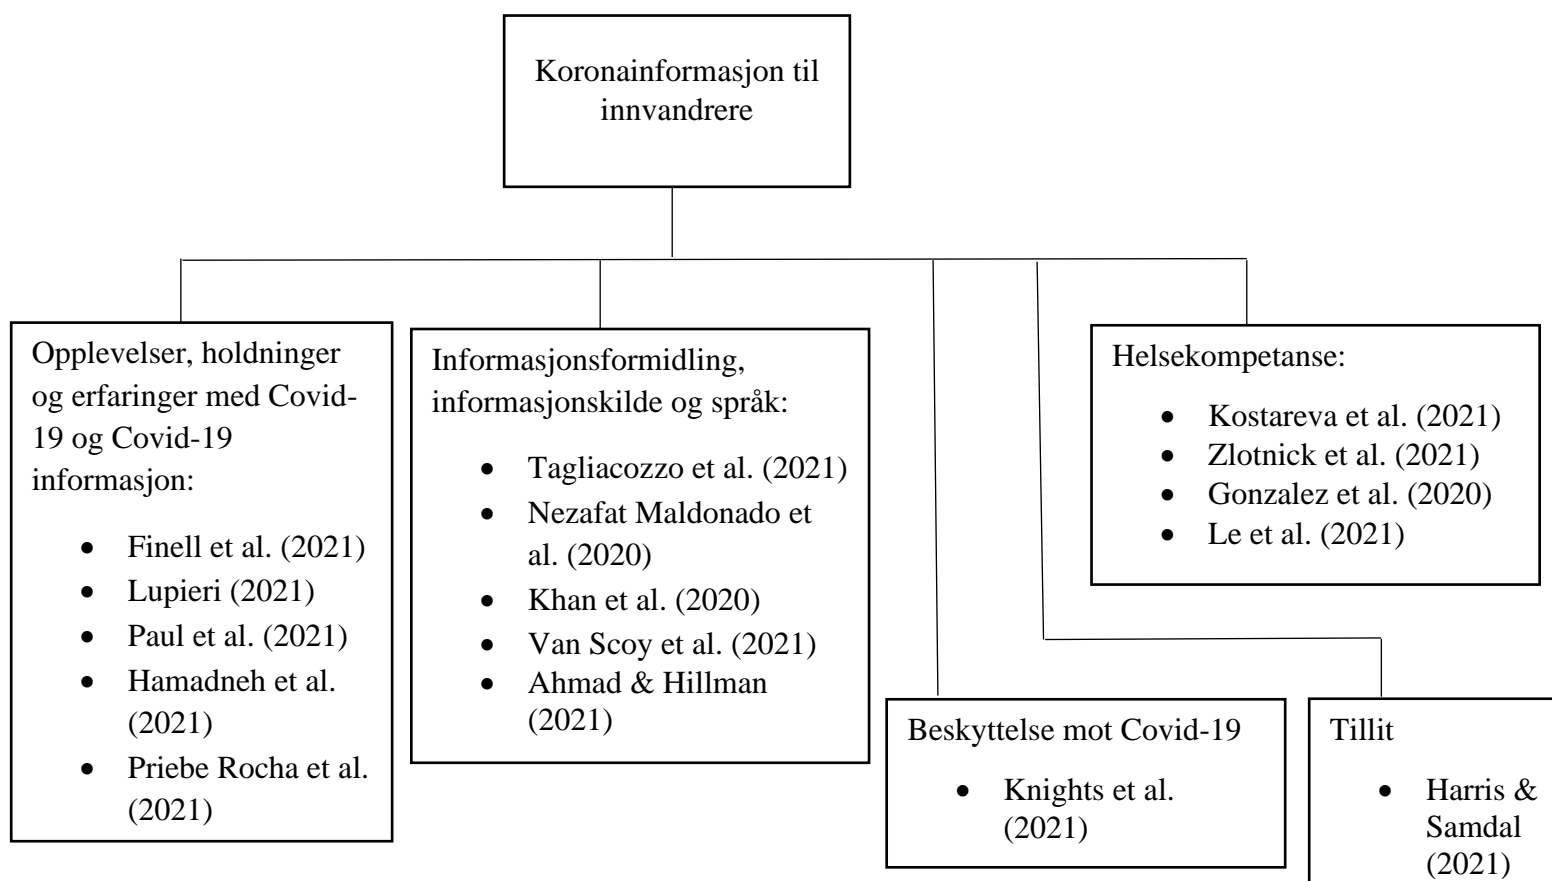 Koronainformasjon til
innvandrere
Opplevelser, holdninger
og erfaringer med Covid-
19 og Covid-19
informasjon:
• Finell et al. (2021)
• Lupieri (2021)
• Paul et al. (2021)
• Hamadneh et al.
(2021)
• Priebe Rocha et al.
(2021)
Informasjonsformidling,
informasjonskilde og språk:
• Tagliacozzo et al. (2021)
• Nezafat Maldonado et
al. (2020)
• Khan et al. (2020)
• Van Scoy et al. (2021)
• Ahmad & Hillman
(2021)
Helsekompetanse:
• Kostareva et al. (2021)
• Zlotnick et al. (2021)
• Gonzalez et al. (2020)
• Le et al. (2021)
Beskyttelse mot Covid-19
• Knights et al.
(2021)
Tillit
• Harris &
Samdal
(2021)